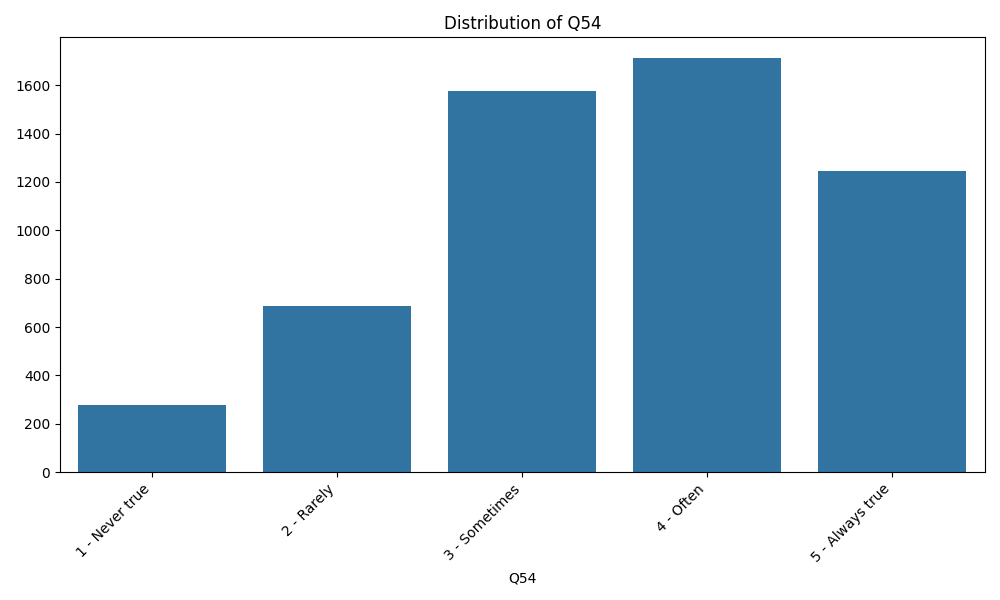 Distribution of Q54
1600
1400
1200
1000
800
600
400
200
0
1 - Never true
2 - Rarely
3 - Sometimes
4 - Often
5 - Always true
Q54